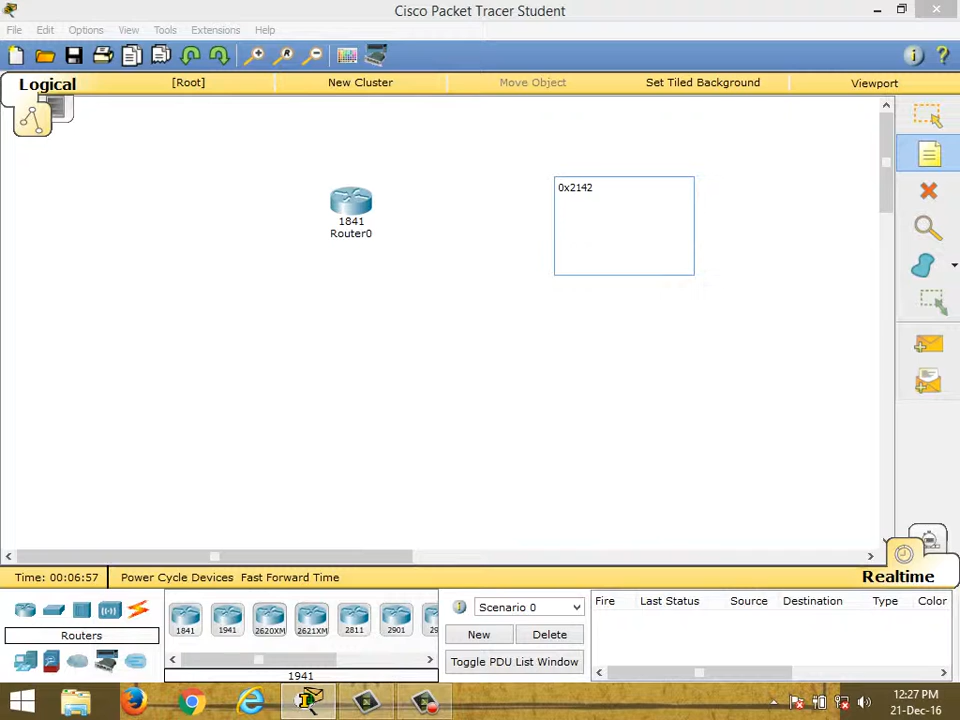 Cisco Packet Tracer Student
File Edit Options View Tools Extensions Help
Logical [Root] New Cluster Move Object Set Tiled Background Viewport
0x2142
1841
Router0
Time: 00:06:57 Power Cycle Devices Fast Forward Time Realtime
Routers
1841 1941 2620XM 2621XM 2811 2901 29
1941
Scenario 0
New Delete
Toggle PDU List Window
Fire Last Status Source Destination Type Color
12:27 PM
21-Dec-16